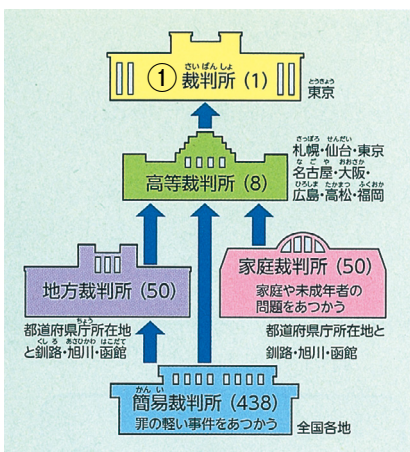 さいばんしょ
① 裁判所 (1)
とうきょう
東京
さっぽろ せんだい
札幌・仙台・東京
なごや おおさか
名古屋・大阪・
ひろしま たかまつ ふくおか
広島・高松・福岡
高等裁判所 (8)
地方裁判所 (50)
家庭裁判所 (50)
家庭や未成年者の
問題をあつかう
ちょう
都道府県庁所在地
くしろ あさひかわ はこだて
と釧路・旭川・函館
都道府県庁所在地と
釧路・旭川・函館
かんい
簡易裁判所 (438)
罪の軽い事件をあつかう
全国各地